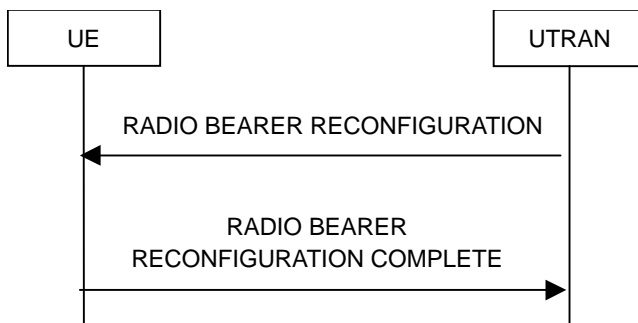 UE
UTRAN
RADIO BEARER RECONFIGURATION
RADIO BEARER
RECONFIGURATION COMPLETE